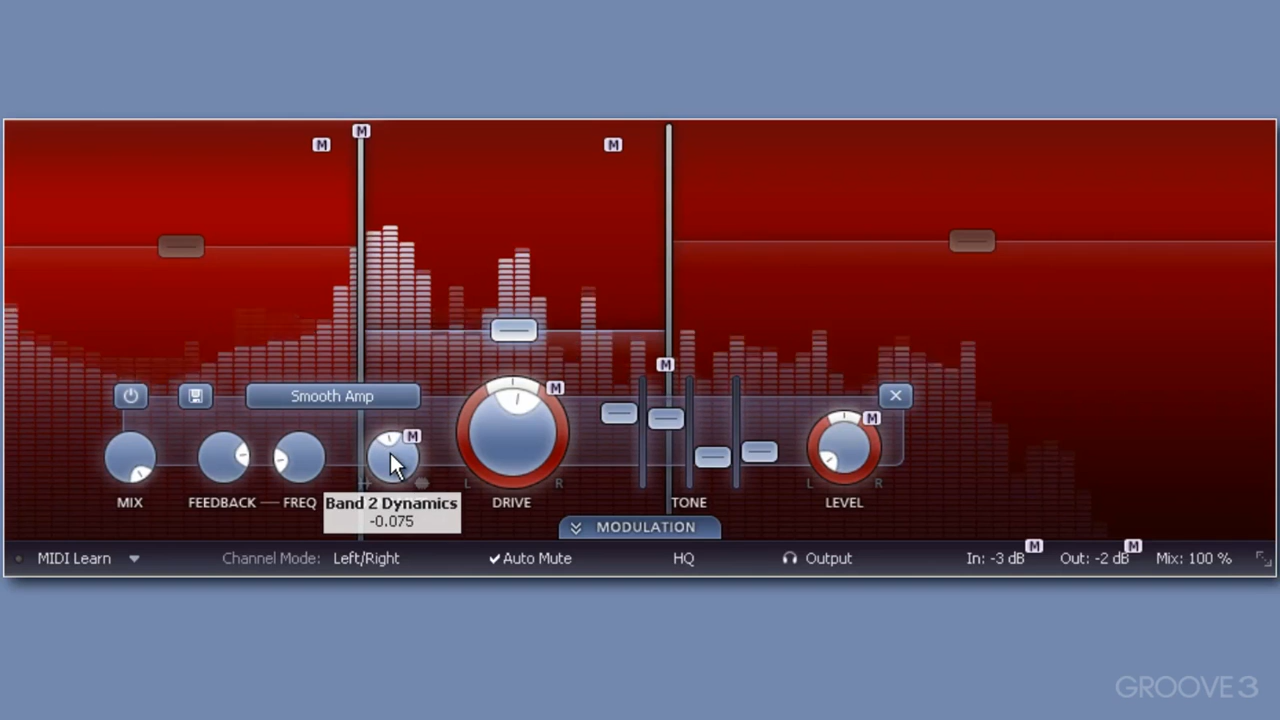 M
M
M
M
Smooth Amp
M
M
M
L
R
L
R
MIX
FEEDBACK
FREQ
Band 2 Dynamics
-0.075
DRIVE
TONE
LEVEL
MODULATION
MIDI Learn
Channel Mode: Left/Right
Auto Mute
HQ
Output
In: -3 dB
M
Out: -2 dB
M
Mix: 100 %
GROOVE3